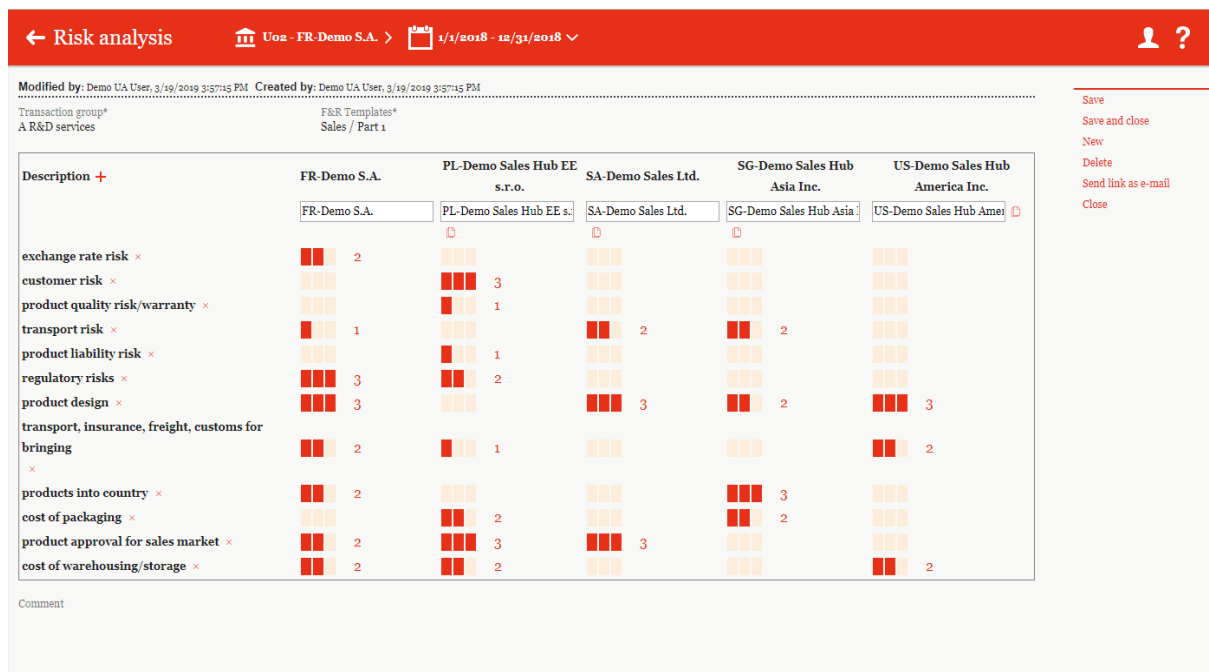 Risk analysis
U02 - FR-Demo S.A.
1/1/2018 - 12/31/2018
?
Modified by: Demo UA User, 3/19/2019 3:57:15 PM Created by: Demo UA User, 3/19/2019 3:57:15 PM
Transaction group*
A R&D services
F&R Templates*
Sales / Part 1
Save
Save and close
New
Delete
Send link as e-mail
Close
Description +
FR-Demo S.A.
PL-Demo Sales Hub EE
s.r.o.
SA-Demo Sales Ltd.
SG-Demo Sales Hub
Asia Inc.
US-Demo Sales Hub
America Inc.
FR-Demo S.A.
PL-Demo Sales Hub EE s.
SA-Demo Sales Ltd.
SG-Demo Sales Hub Asia
US-Demo Sales Hub Amer
exchange rate risk × 2
customer risk × 3
product quality risk/warranty × 1
transport risk × 1 2 2
product liability risk × 1
regulatory risks × 3 2
product design × 3 3 2 3
transport, insurance, freight, customs for
bringing 2 1 2
×
products into country × 2 3
cost of packaging × 2 2
product approval for sales market × 2 3 3
cost of warehousing/storage × 2 2 2
Comment